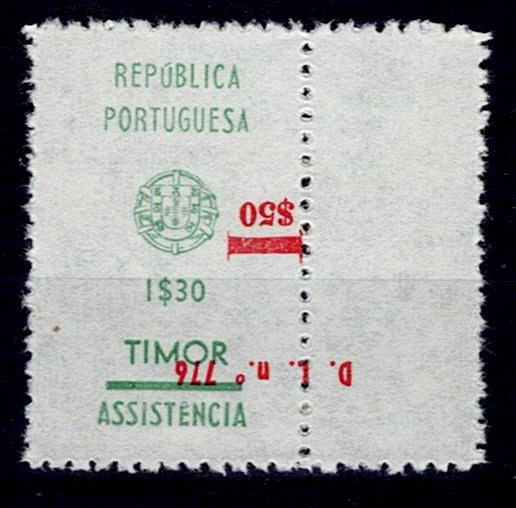 REPÚBLICA
PORTUGUESA
$50
1$30
TIMOR
D. L. n.º 776
ASSISTÊNCIA